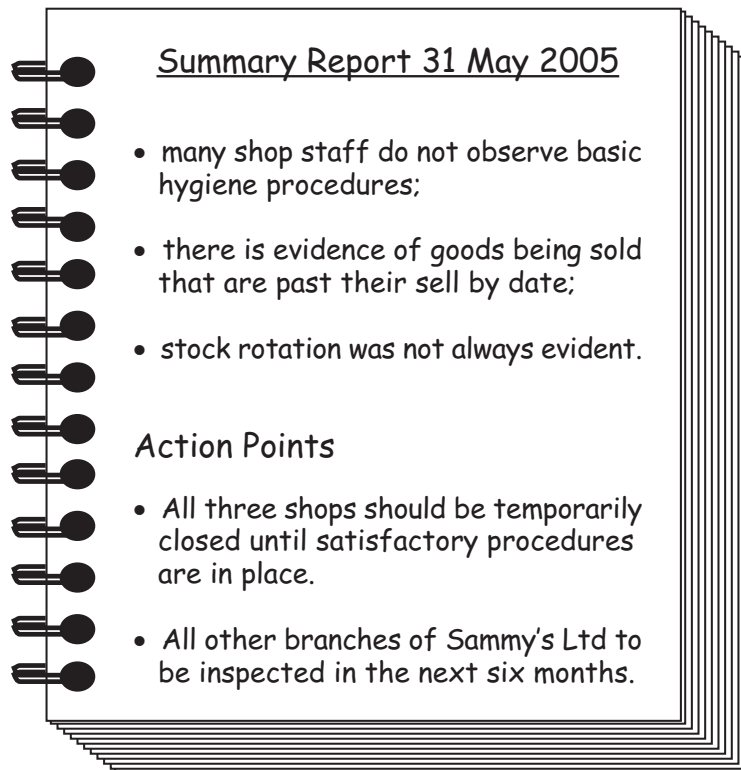 Summary Report 31 May 2005
• many shop staff do not observe basic
hygiene procedures;
• there is evidence of goods being sold
that are past their sell by date;
• stock rotation was not always evident.
Action Points
• All three shops should be temporarily
closed until satisfactory procedures
are in place.
• All other branches of Sammy's Ltd to
be inspected in the next six months.